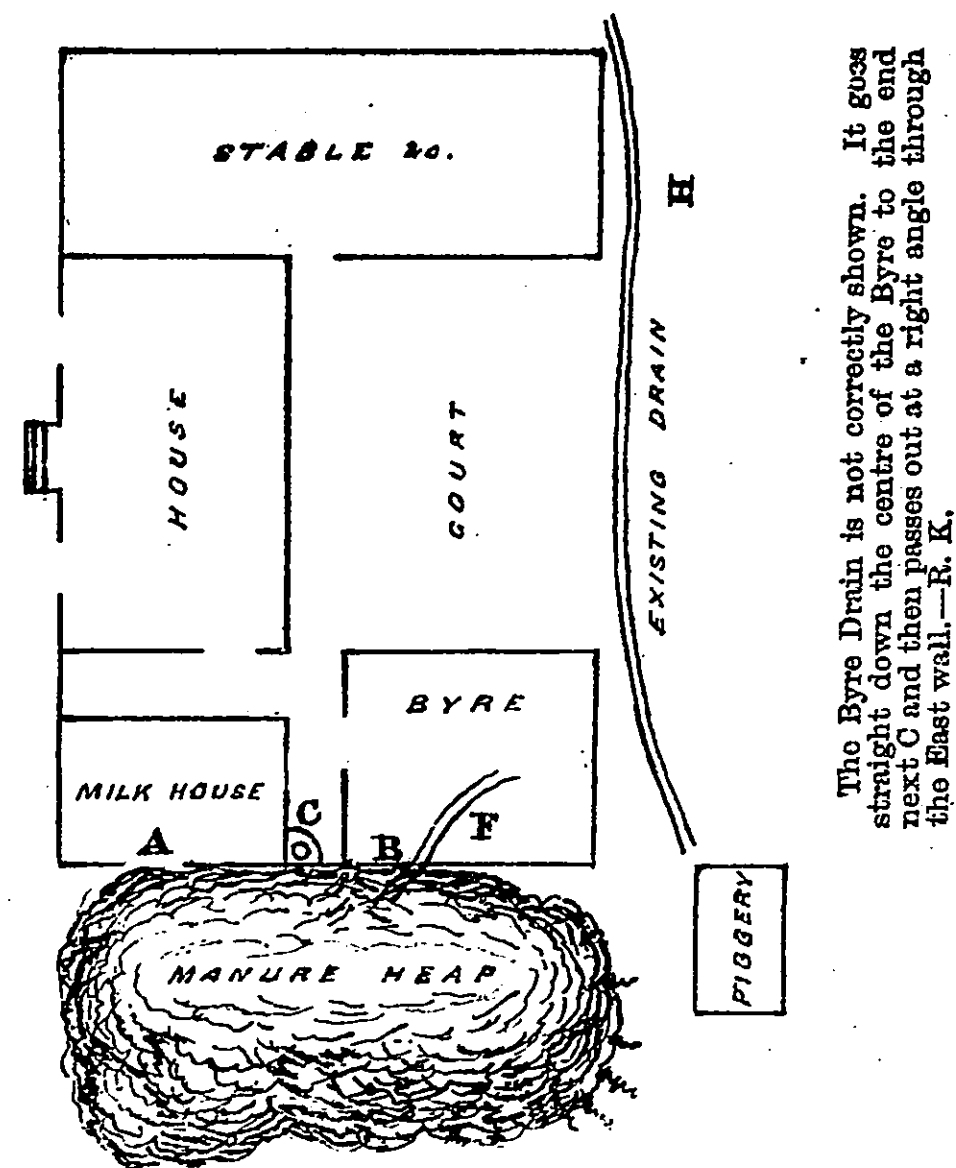 STABLE &c.
H
HOUSE
COURT
EXISTING DRAIN
BYRE
MILK HOUSE
A
C
B
F
MANURE HEAP
PIGGERY
The Byre Drain is not correctly shown. It goes
straight down the centre of the Byre to the end
next C and then passes out at a right angle through
the East wall.—R. K.